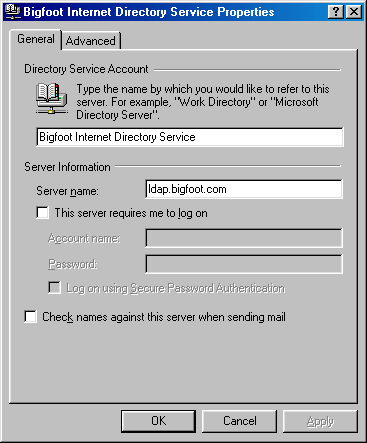 Bigfoot Internet Directory Service Properties
General
Advanced
Directory Service Account
Type the name by which you would like to refer to this
server. For example, "Work Directory" or "Microsoft
Directory Server".
Bigfoot Internet Directory Service
Server Information
Server name:
ldap.bigfoot.com
This server requires me to log on
Account name:
Password:
Log on using Secure Password Authentication
Check names against this server when sending mail
OK
Cancel
Apply